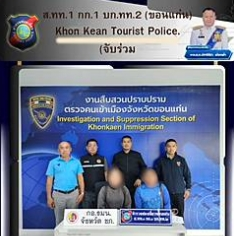 ส.ทท.1 กก.1 บก.ทท.2 (ขอนแก่น)
Khon Kean Tourist Police.
(จับร่วม
งานสืบสวนปราบปราม
ตรวจคนเข้าเมืองจังหวัดขอนแก่น
Investigation and Suppression Section of
Khonkaen Immigration